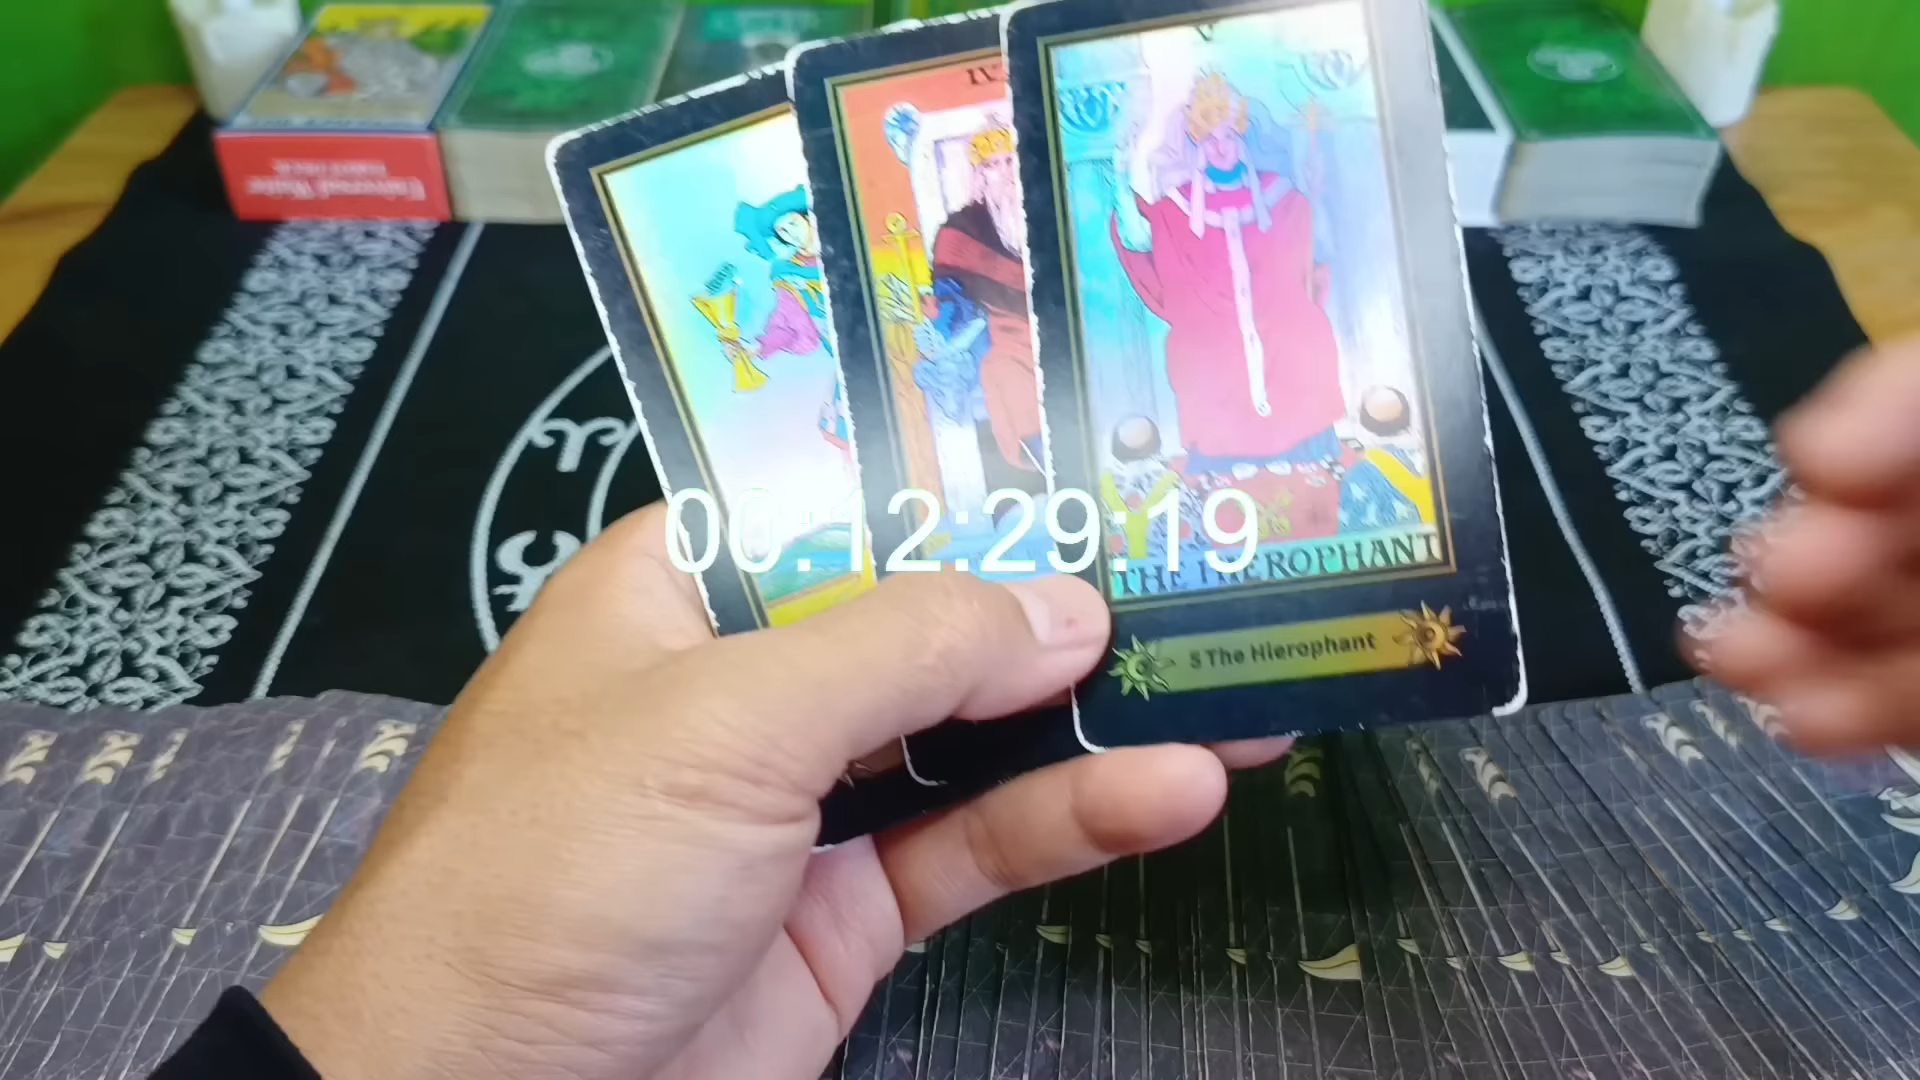 IV
V
00:12:29:19
THE HIEROPHANT
5 The Hierophant